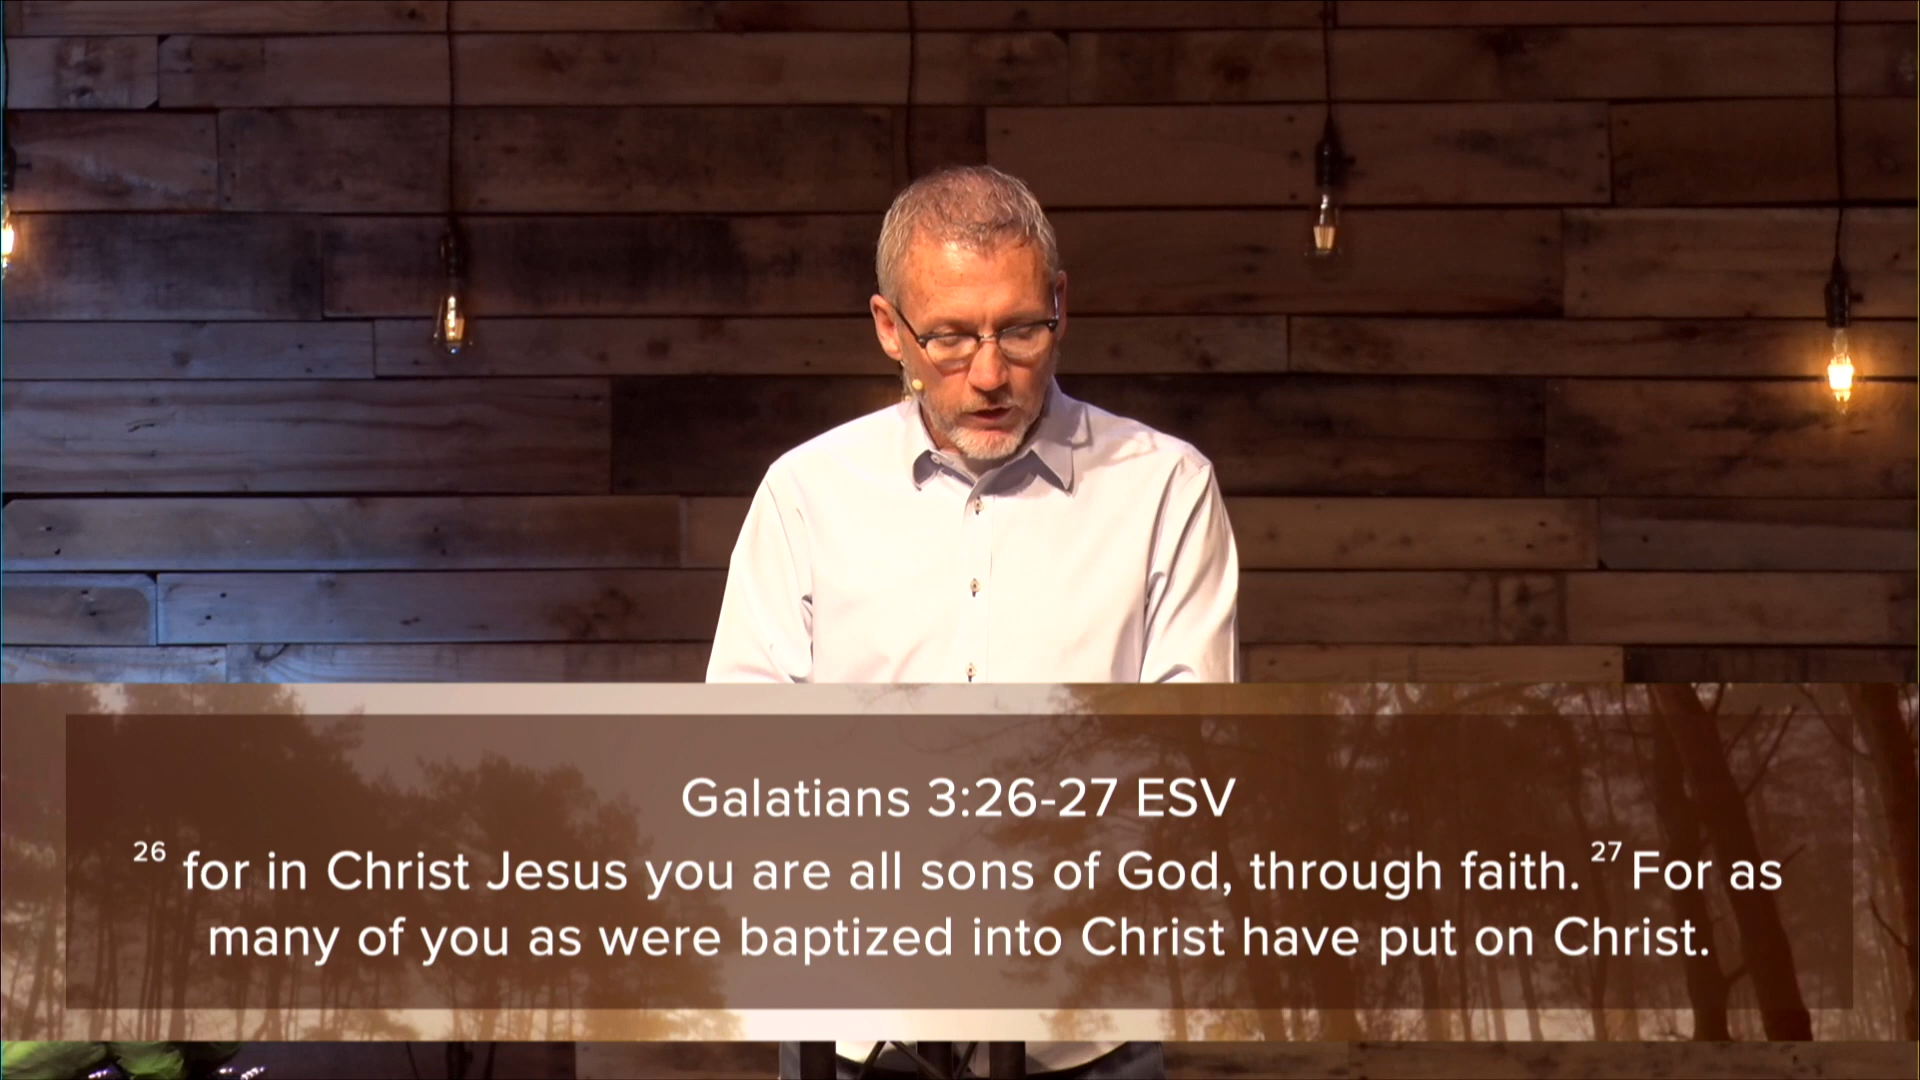 Galatians 3:26-27 ESV
26 for in Christ Jesus you are all sons of God, through faith. 27 For as
many of you as were baptized into Christ have put on Christ.